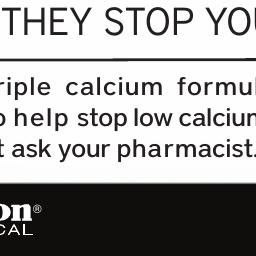 THEY STOP YOU
riple calcium formul
o help stop low calcium
t ask your pharmacist.
on®
CAL